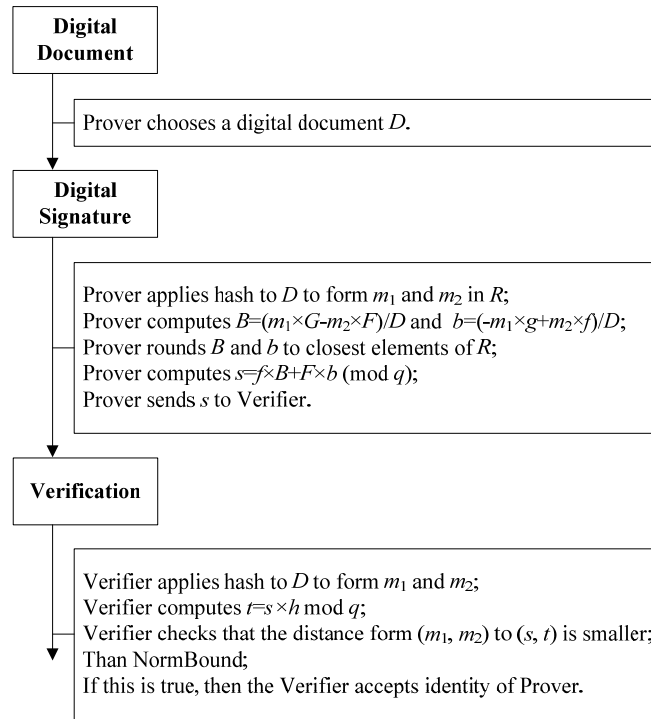 Digital
Document
Prover chooses a digital document D.
Digital
Signature
Prover applies hash to D to form m₁ and m₂ in R;
Prover computes B=(m₁×G-m₂×F)/D and b=(-m₁×g+m₂×f)/D;
Prover rounds B and b to closest elements of R;
Prover computes s=f×B+F×b (mod q);
Prover sends s to Verifier.
Verification
Verifier applies hash to D to form m₁ and m₂;
Verifier computes t=s×h mod q;
Verifier checks that the distance form (m₁, m₂) to (s, t) is smaller;
Than NormBound;
If this is true, then the Verifier accepts identity of Prover.